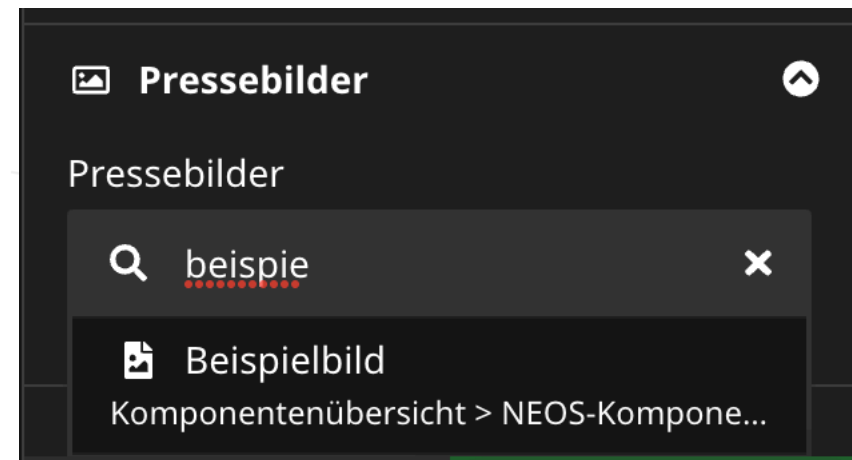 Pressebilder
Pressebilder
beispie
Beispielbild
Komponentenübersicht > NEOS-Kompone...